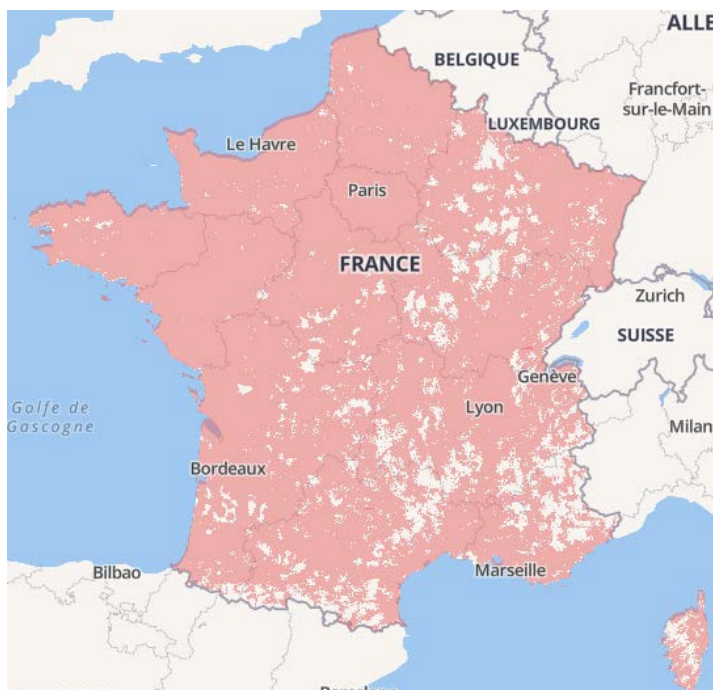 ALLE
BELGIQUE
Francfort-
sur-le-Main
LUXEMBOURG
Le Havre
Paris
FRANCE
Zurich
SUISSE
Genève
Golfe de
Gascogne
Lyon
Milan
Bordeaux
Bilbao
Marseille